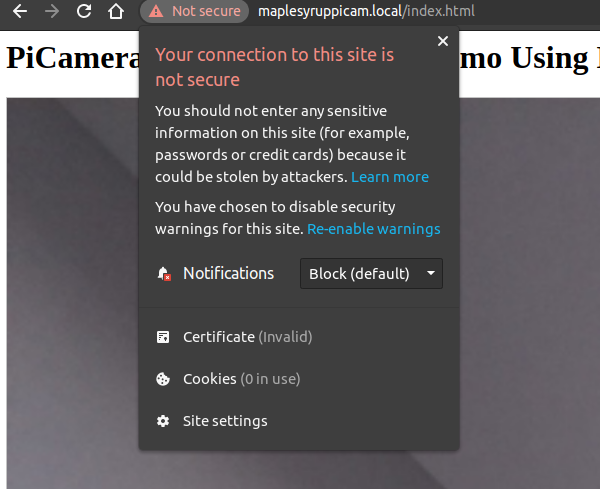 Not secure maplesyruppicam.local/index.html
PiCamera
mo Using
Your connection to this site is
not secure
You should not enter any sensitive
information on this site (for example,
passwords or credit cards) because it
could be stolen by attackers. Learn more
You have chosen to disable security
warnings for this site. Re-enable warnings
Notifications Block (default)
Certificate (Invalid)
Cookies (0 in use)
Site settings